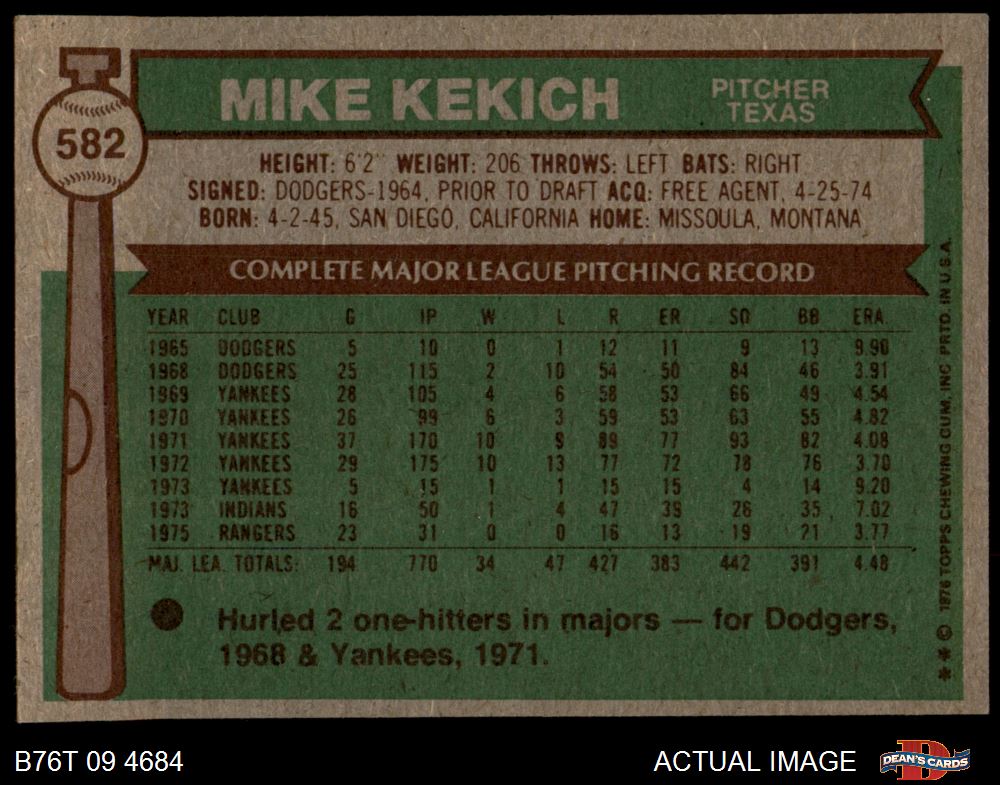 MIKE KEKICH
PITCHER
TEXAS
582
HEIGHT: 6'2" WEIGHT: 206 THROWS: LEFT BATS: RIGHT
SIGNED: DODGERS-1964, PRIOR TO DRAFT ACQ: FREE AGENT, 4-25-74
BORN: 4-2-45, SAN DIEGO, CALIFORNIA HOME: MISSOULA, MONTANA
COMPLETE MAJOR LEAGUE PITCHING RECORD
YEAR CLUB G IP W L R ER SO BB ERA
1965 DODGERS 5 10 0 1 12 11 9 13 9.90
1968 DODGERS 25 115 2 10 54 50 84 46 3.91
1969 YANKEES 28 105 4 6 58 53 66 49 4.54
1970 YANKEES 26 99 6 3 59 53 63 55 4.82
1971 YANKEES 37 170 10 9 89 77 93 82 4.08
1972 YANKEES 29 175 10 13 77 72 78 76 3.70
1973 YANKEES 5 15 1 1 15 15 4 14 9.20
1973 INDIANS 16 50 1 4 47 39 26 35 7.02
1975 RANGERS 23 31 0 0 16 13 19 21 3.77
MAJ. LEA. TOTALS: 194 770 34 47 427 383 442 391 4.48
Hurled 2 one-hitters in majors — for Dodgers,
1968 & Yankees, 1971.
** © 1976 TOPPS CHEWING GUM, INC PRTD. IN U.S.A.
B76T 09 4684
ACTUAL IMAGE
DEAN'S CARDS